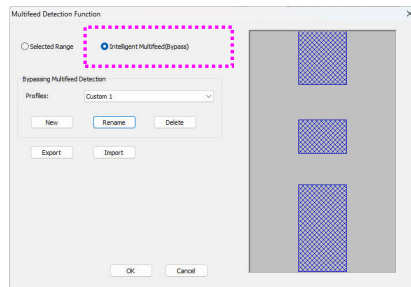 Multifeed Detection Function
Selected Range
Inteligent Multifeed(Bypass)
Bypassing Multifeed Detection
Profiles:
Custom 1
New
Rename
Delete
Export
Import
OK
Cancel